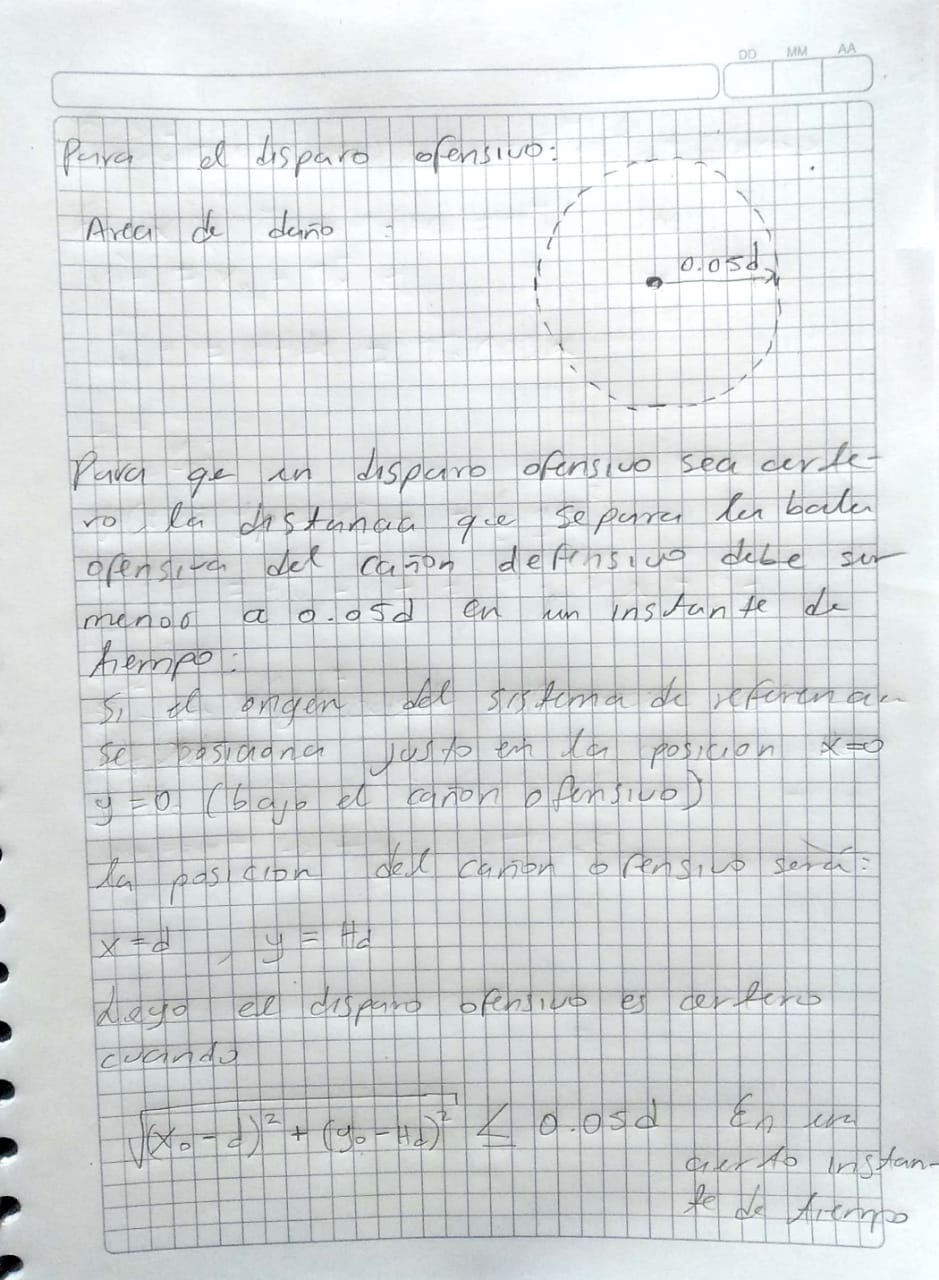 DD MM AA
Para el disparo ofensivo:
Area de daño :
0.05d
Para qe un disparo ofensivo sea certe-
ro la distancia que separa la bala
ofensiva del cañon defensivo debe ser
menos a 0.05d en un instante de
tiempo:
Si el origen del sistema de referencia
se posiciona justo en la posicion x=0
y=0 (bajo el cañon ofensivo)
la posicion del cañon ofensivo será:
x=d , y = Hd
Luego el disparo ofensivo es certero
cuando
√(x₀-d)² + (y₀-Hd)² ≤ 0.05d En un
cierto instan-
te de tiempo